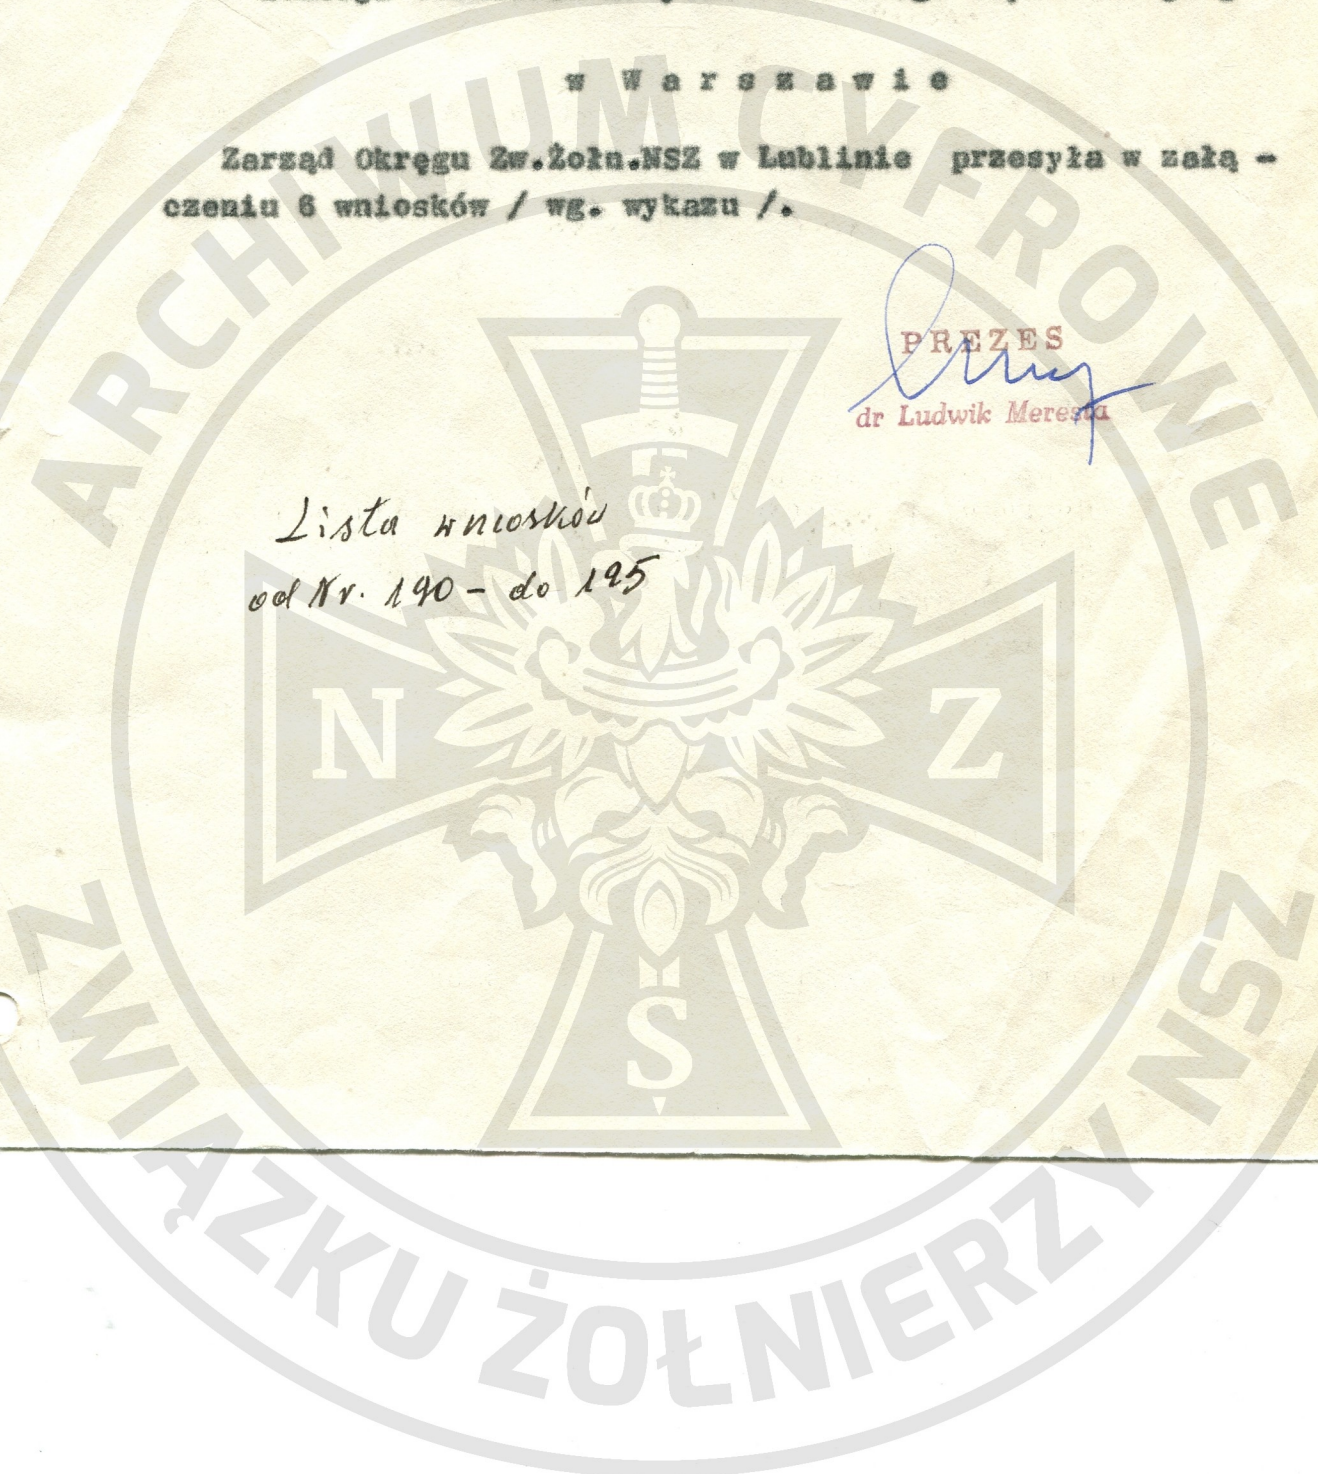 w Warszawie
Zarząd Okręgu Zw.Żołn.NSZ w Lublinie przesyła w załą -
czeniu 6 wniosków / wg. wykazu /.
PREZES
dr Ludwik Meresta
Lista wniosków
od Nr. 190 - do 195
ARCHIWUM CYFROWE
ZWIĄZKU ŻOŁNIERZY NSZ
N
Z
S